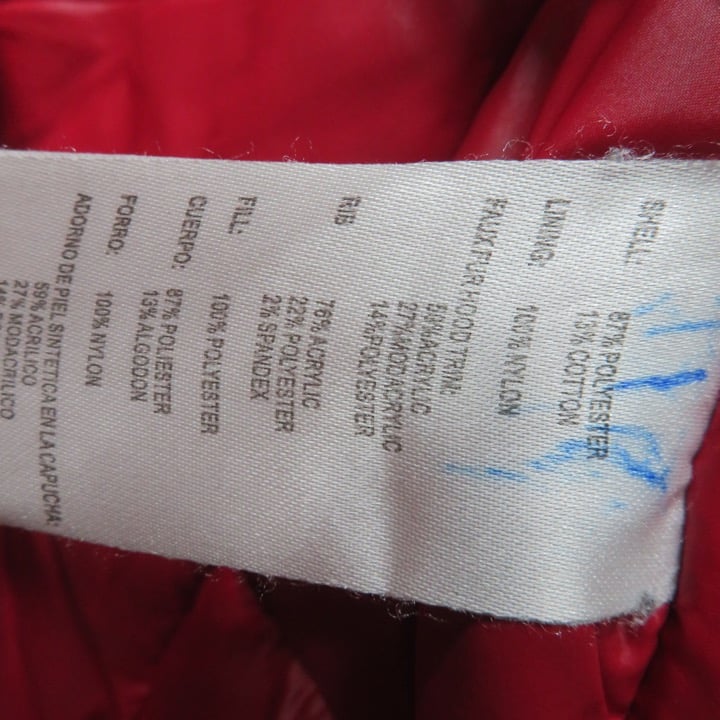 SHELL:
87% POLYESTER
13% COTTON
LINING:
100% NYLON
FAUX FUR HOOD TRIM:
59% ACRYLIC
27% MODACRYLIC
14% POLYESTER
RIB
76% ACRYLIC
22% POLYESTER
2% SPANDEX
FILL:
100% POLYESTER
CUERPO:
87% POLIESTER
13% ALGODON
FORRO:
100% NYLON
ADORNO DE PIEL SINTETICA EN LA CAPUCHA:
59% ACRILICO
27% MODACRILICO
14%